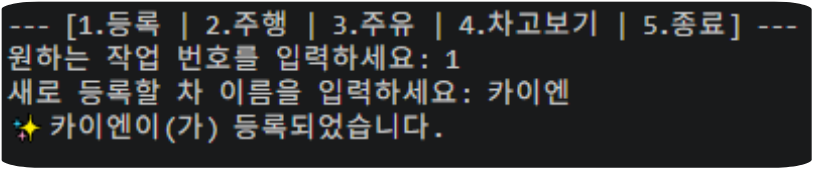 --- [1.등록 | 2.주행 | 3.주유 | 4.차고보기 | 5.종료] ---
원하는 작업 번호를 입력하세요: 1
새로 등록할 차 이름을 입력하세요: 카이엔
✨ 카이엔이(가) 등록되었습니다.